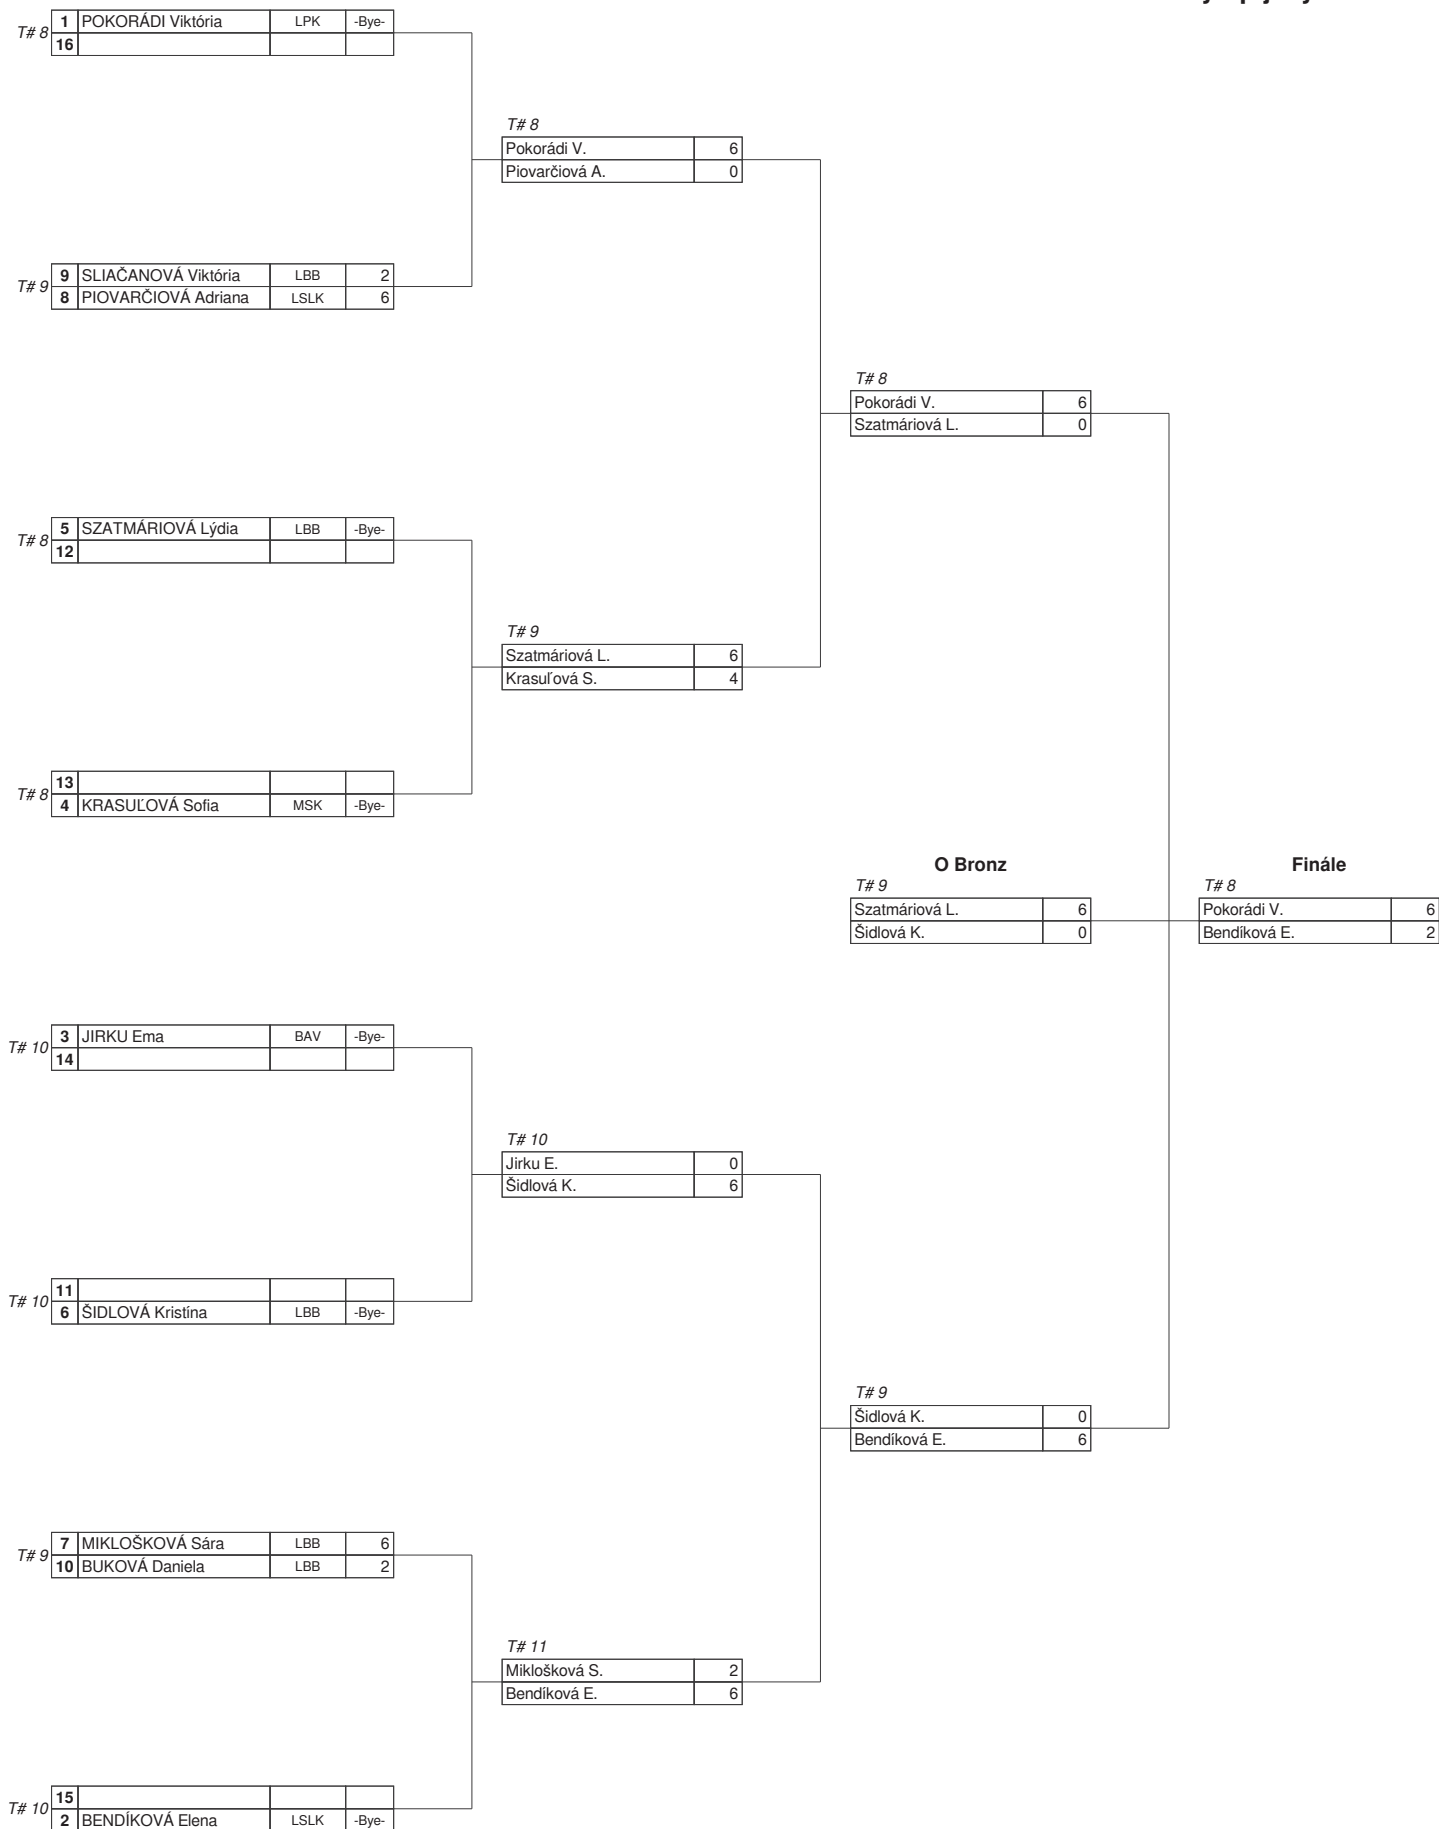 T# 8
1 POKORÁDI Viktória LPK -Bye-
16
T# 9
9 SLIAČANOVÁ Viktória LBB 2
8 PIOVARČIOVÁ Adriana LSLK 6
T# 8
5 SZATMÁRIOVÁ Lýdia LBB -Bye-
12
T# 8
13
4 KRASUĽOVÁ Sofia MSK -Bye-
T# 10
3 JIRKU Ema BAV -Bye-
14
T# 10
11
6 ŠIDLOVÁ Kristína LBB -Bye-
T# 9
7 MIKLOŠKOVÁ Sára LBB 6
10 BUKOVÁ Daniela LBB 2
T# 10
15
2 BENDÍKOVÁ Elena LSLK -Bye-
T# 8
Pokorádi V. 6
Piovarčiová A. 0
T# 9
Szatmáriová L. 6
Krasuľová S. 4
T# 10
Jirku E. 0
Šidlová K. 6
T# 11
Miklošková S. 2
Bendíková E. 6
T# 8
Pokorádi V. 6
Szatmáriová L. 0
O Bronz
T# 9
Szatmáriová L. 6
Šidlová K. 0
T# 9
Šidlová K. 0
Bendíková E. 6
Finále
T# 8
Pokorádi V. 6
Bendíková E. 2